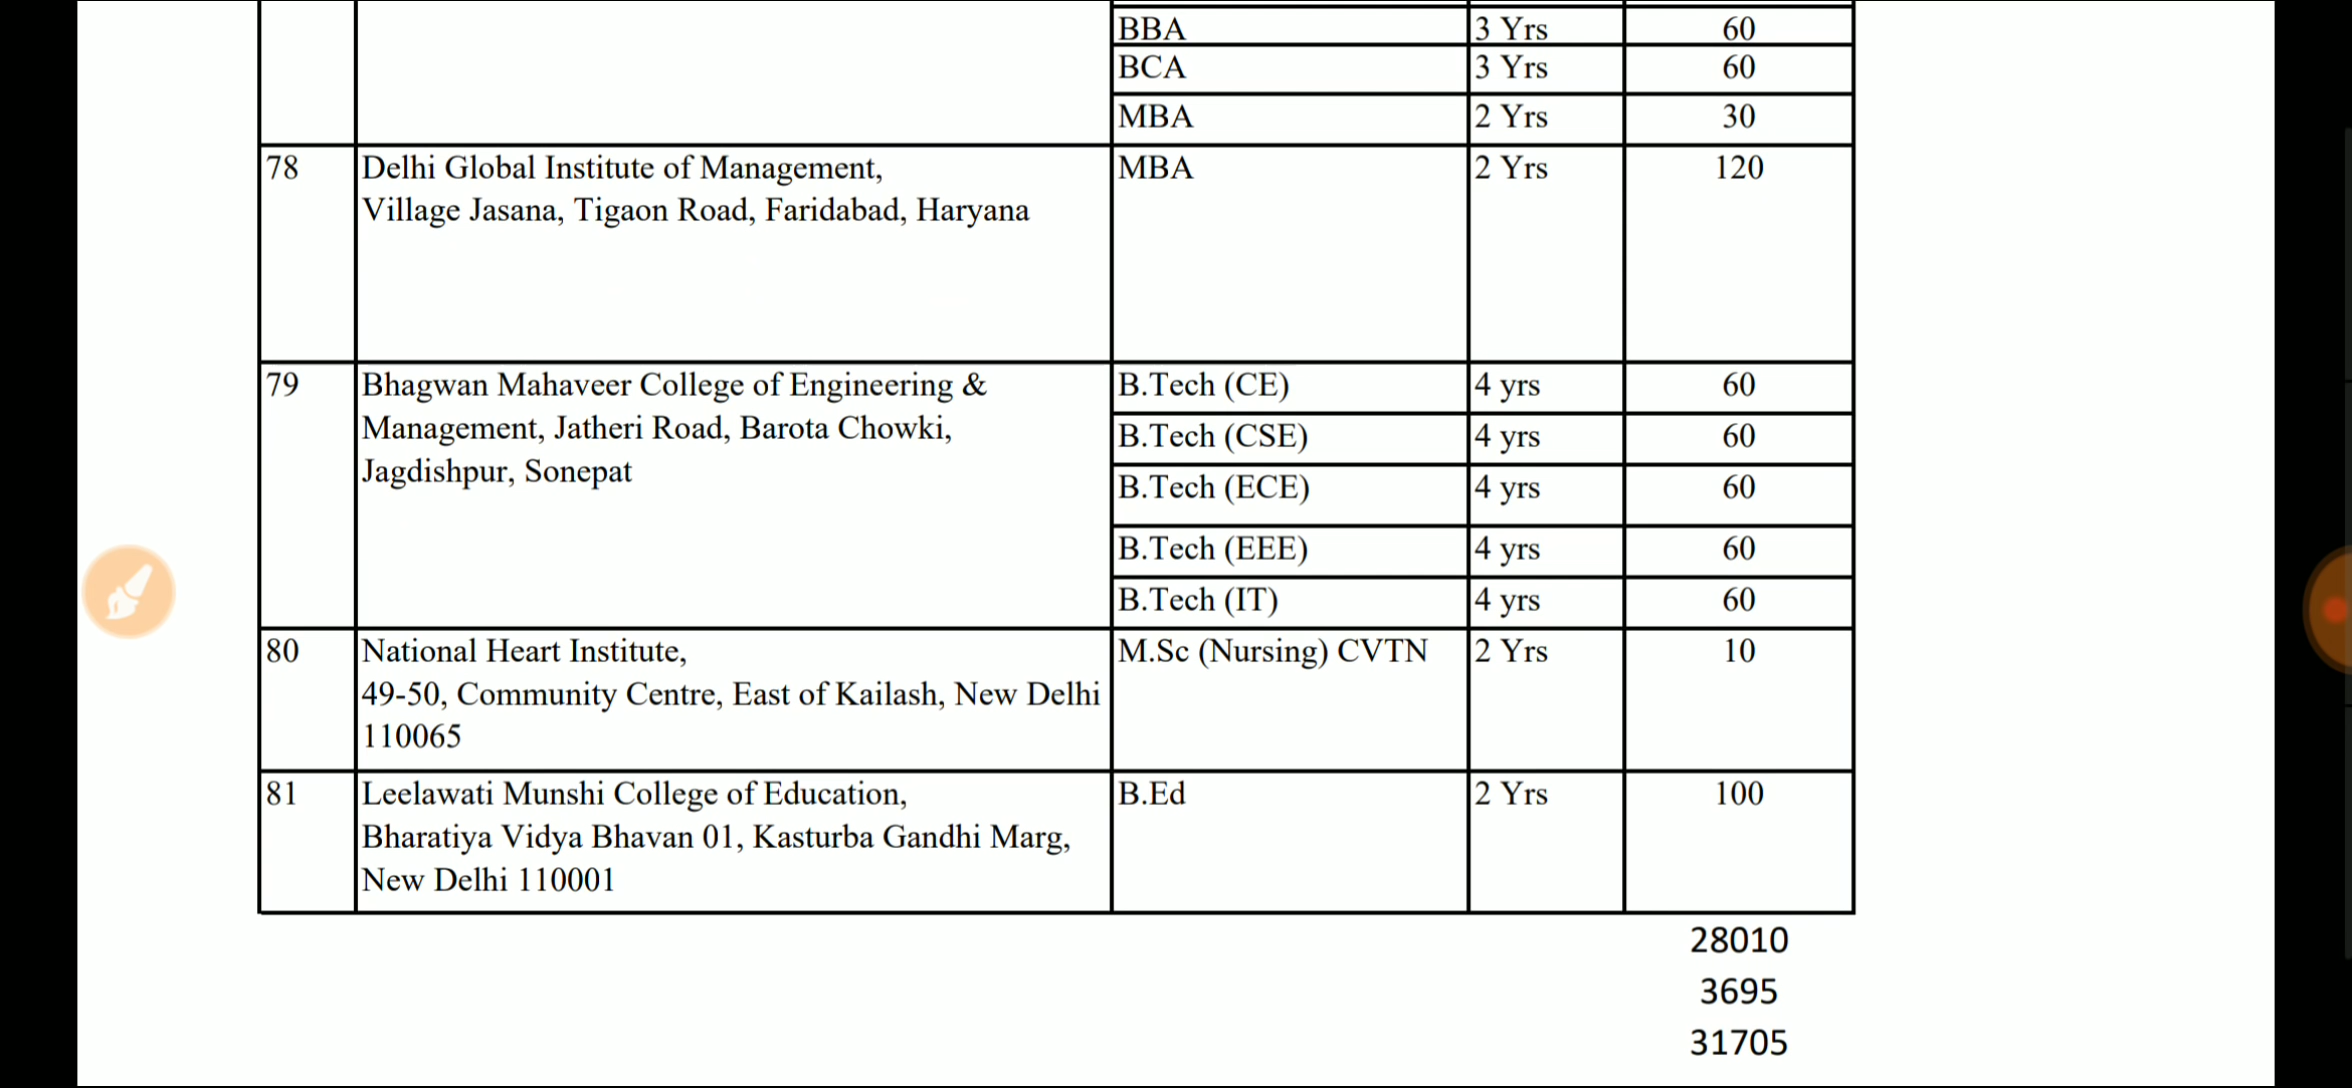 BBA 3 Yrs 60
BCA 3 Yrs 60
MBA 2 Yrs 30
78 Delhi Global Institute of Management, MBA 2 Yrs 120
Village Jasana, Tigaon Road, Faridabad, Haryana
79 Bhagwan Mahaveer College of Engineering & B.Tech (CE) 4 yrs 60
Management, Jatheri Road, Barota Chowki, B.Tech (CSE) 4 yrs 60
Jagdishpur, Sonepat B.Tech (ECE) 4 yrs 60
B.Tech (EEE) 4 yrs 60
B.Tech (IT) 4 yrs 60
80 National Heart Institute, M.Sc (Nursing) CVTN 2 Yrs 10
49-50, Community Centre, East of Kailash, New Delhi
110065
81 Leelawati Munshi College of Education, B.Ed 2 Yrs 100
Bharatiya Vidya Bhavan 01, Kasturba Gandhi Marg,
New Delhi 110001
28010
3695
31705